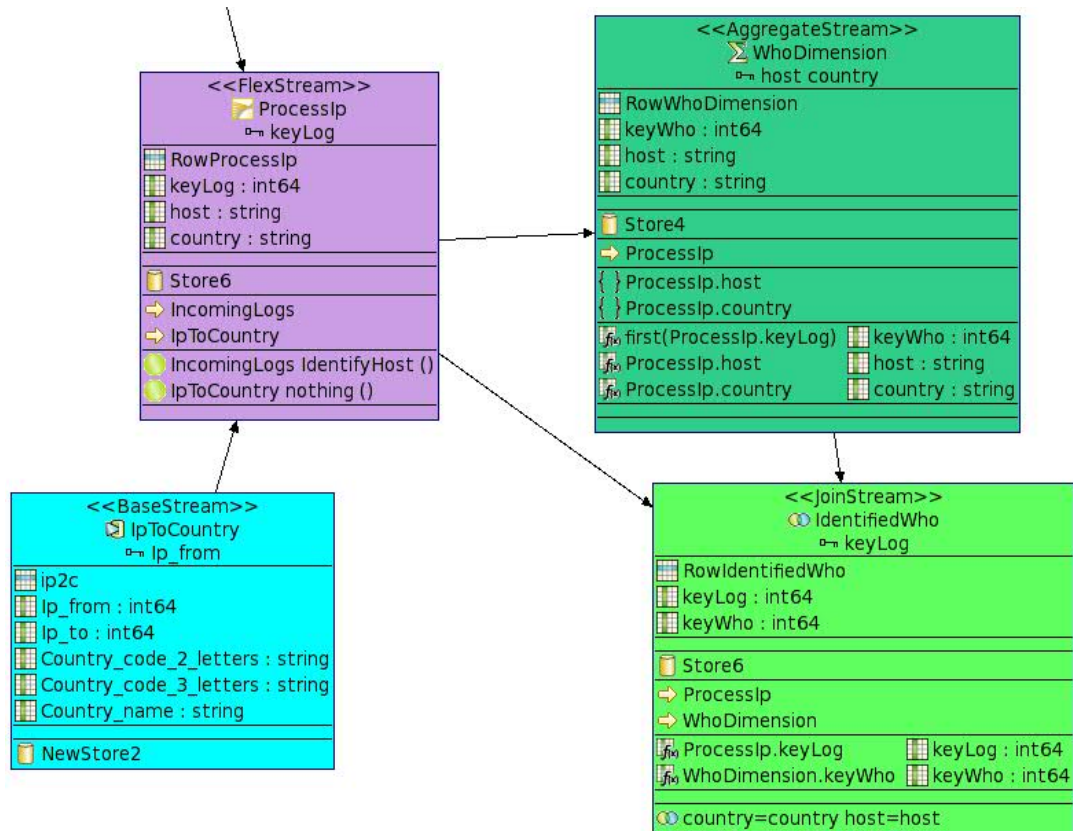 <<FlexStream>>
ProcessIp
keyLog
RowProcessIp
keyLog : int64
host : string
country : string
Store6
IncomingLogs
IpToCountry
IncomingLogs IdentifyHost ()
IpToCountry nothing ()
<<AggregateStream>>
WhoDimension
host country
RowWhoDimension
keyWho : int64
host : string
country : string
Store4
ProcessIp
{ } ProcessIp.host
{ } ProcessIp.country
f(x) first(ProcessIp.keyLog) keyWho : int64
f(x) ProcessIp.host host : string
f(x) ProcessIp.country country : string
<<BaseStream>>
IpToCountry
Ip_from
ip2c
Ip_from : int64
Ip_to : int64
Country_code_2_letters : string
Country_code_3_letters : string
Country_name : string
NewStore2
<<JoinStream>>
IdentifiedWho
keyLog
RowIdentifiedWho
keyLog : int64
keyWho : int64
Store6
ProcessIp
WhoDimension
f(x) ProcessIp.keyLog keyLog : int64
f(x) WhoDimension.keyWho keyWho : int64
country=country host=host